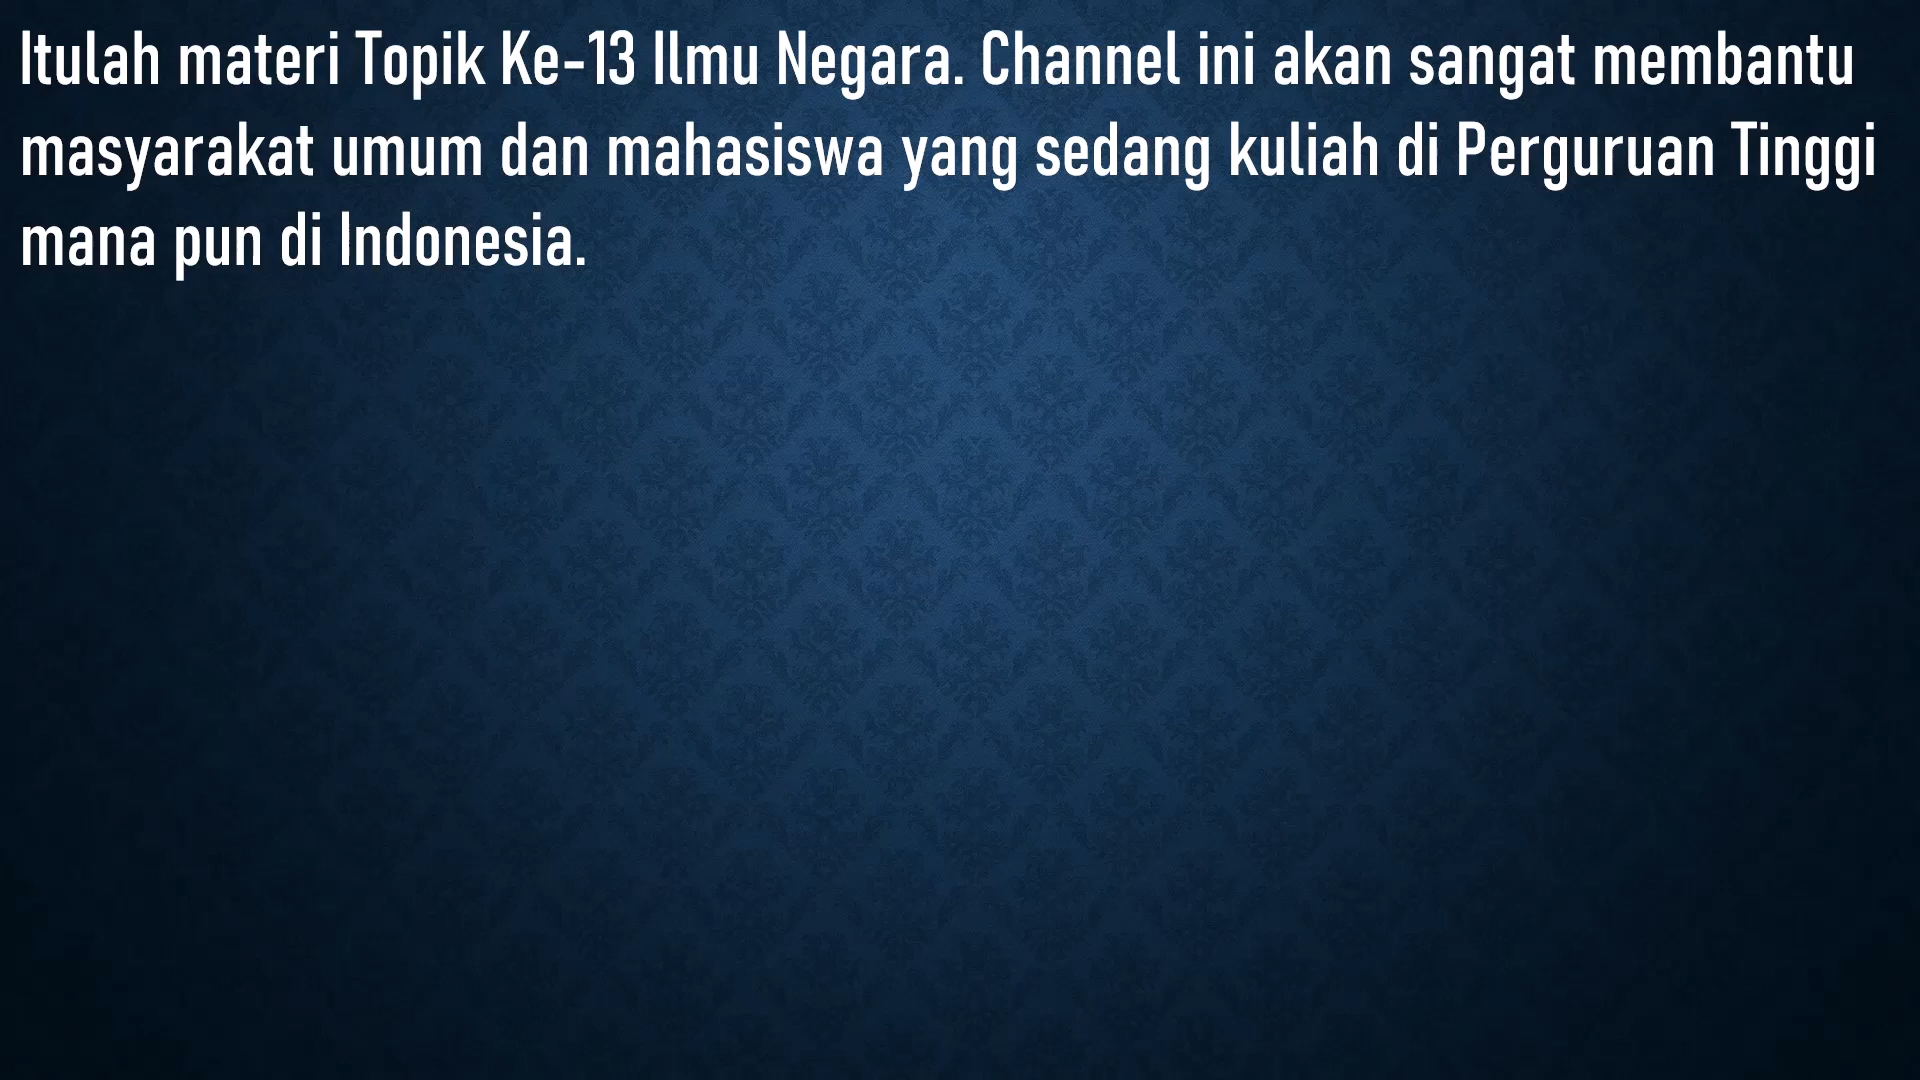 Itulah materi Topik Ke-13 Ilmu Negara. Channel ini akan sangat membantu
masyarakat umum dan mahasiswa yang sedang kuliah di Perguruan Tinggi
mana pun di Indonesia.